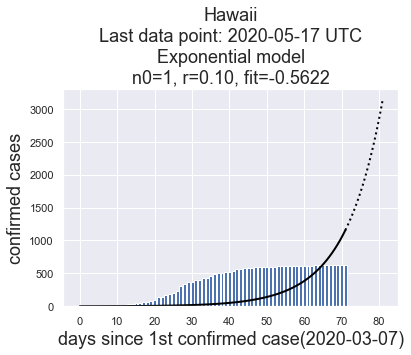 Hawaii
Last data point: 2020-05-17 UTC
Exponential model
n0=1, r=0.10, fit=-0.5622
3000
2500
2000
1500
1000
500
0
confirmed cases
0 10 20 30 40 50 60 70 80
days since 1st confirmed case(2020-03-07)